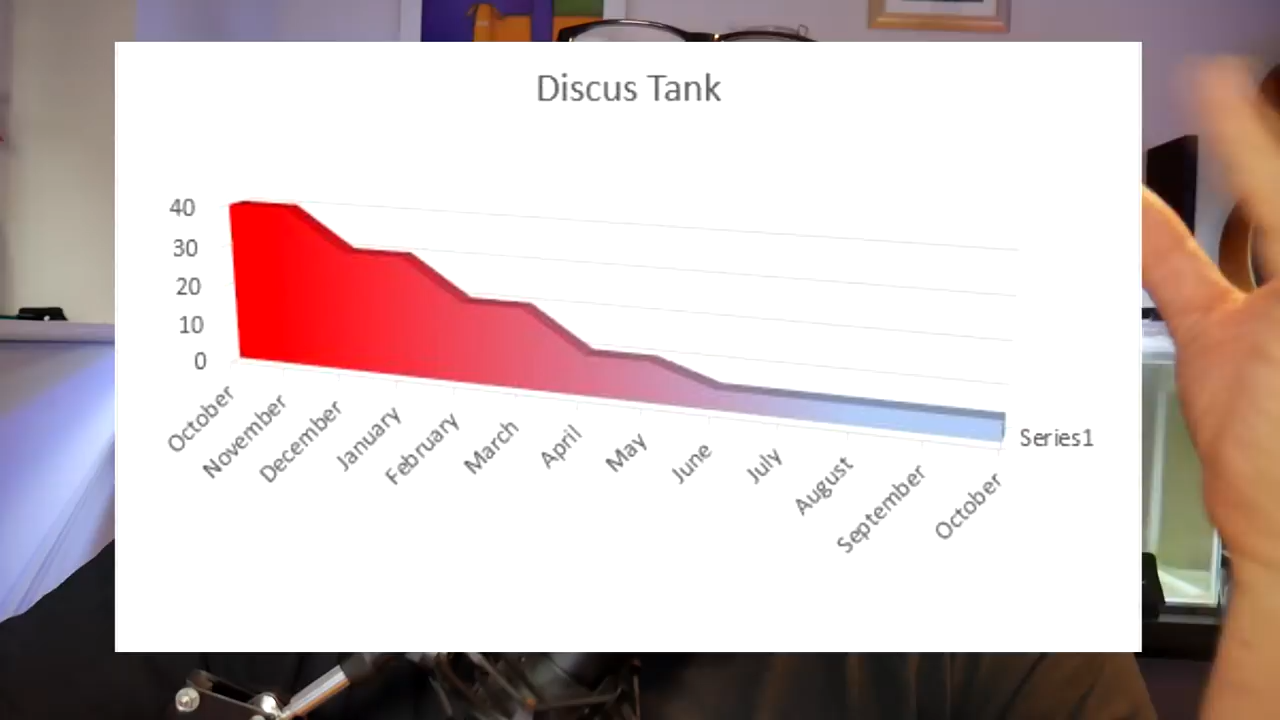 Discus Tank
40
30
20
10
0
October
November
December
January
February
March
April
May
June
July
August
September
October
Series1